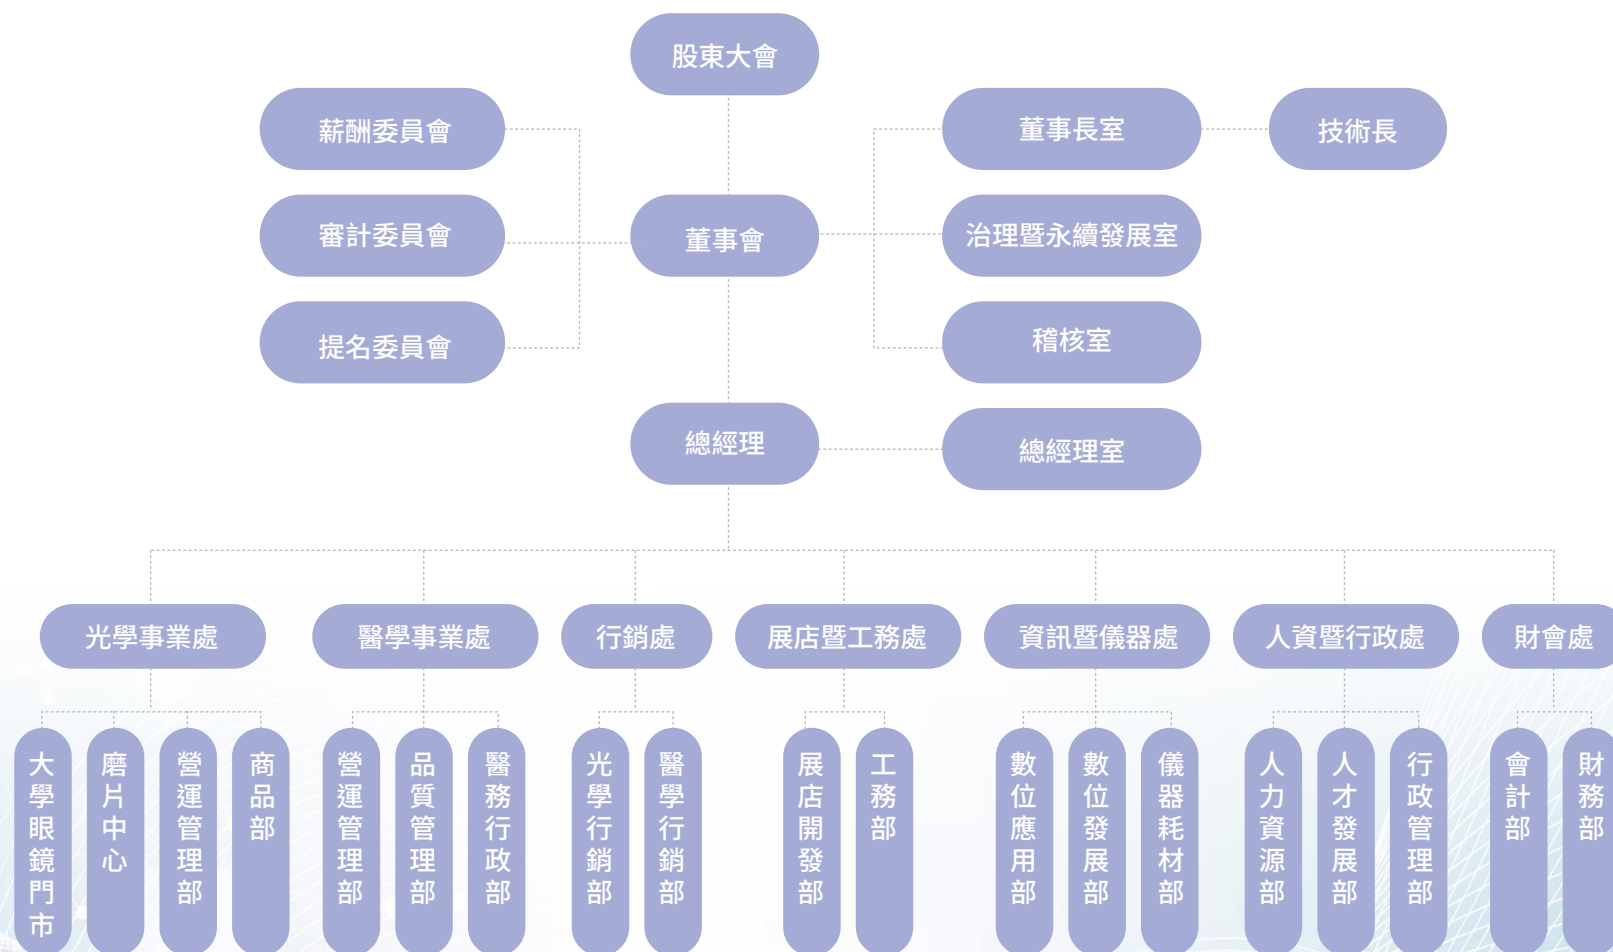 股東大會
薪酬委員會
董事長室
技術長
審計委員會
董事會
治理暨永續發展室
提名委員會
稽核室
總經理
總經理室
光學事業處
醫學事業處
行銷處
展店暨工務處
資訊暨儀器處
人資暨行政處
財會處
大學眼鏡門市
磨片中心
營運管理部
商品部
營運管理部
品質管理部
醫務行政部
光學行銷部
醫學行銷部
展店開發部
工務部
數位應用部
數位發展部
儀器耗材部
人力資源部
人才發展部
行政管理部
會計部
財務部